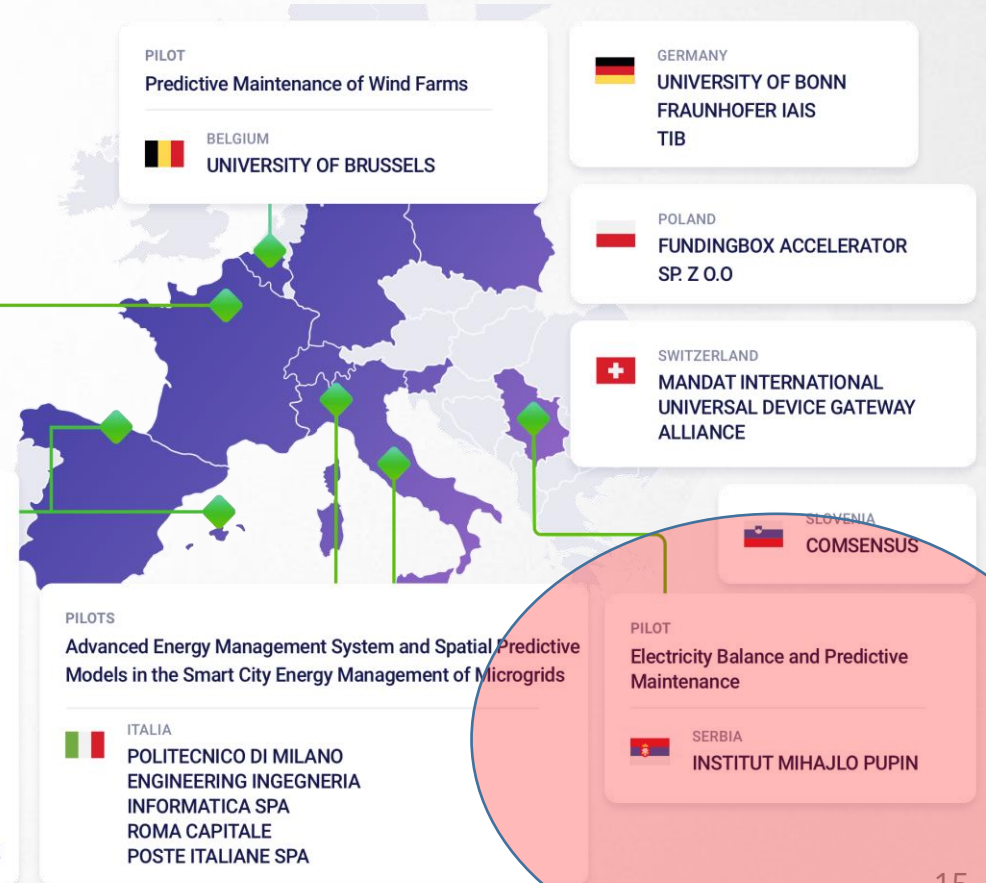 PILOT
Predictive Maintenance of Wind Farms
BELGIUM
UNIVERSITY OF BRUSSELS
GERMANY
UNIVERSITY OF BONN
FRAUNHOFER IAIS
TIB
POLAND
FUNDINGBOX ACCELERATOR
SP. Z O.O
SWITZERLAND
MANDAT INTERNATIONAL
UNIVERSAL DEVICE GATEWAY
ALLIANCE
SLOVENIA
COMSENSUS
PILOTS
Advanced Energy Management System and Spatial Predictive
Models in the Smart City Energy Management of Microgrids
ITALIA
POLITECNICO DI MILANO
ENGINEERING INGEGNERIA
INFORMATICA SPA
ROMA CAPITALE
POSTE ITALIANE SPA
PILOT
Electricity Balance and Predictive
Maintenance
SERBIA
INSTITUT MIHAJLO PUPIN
15